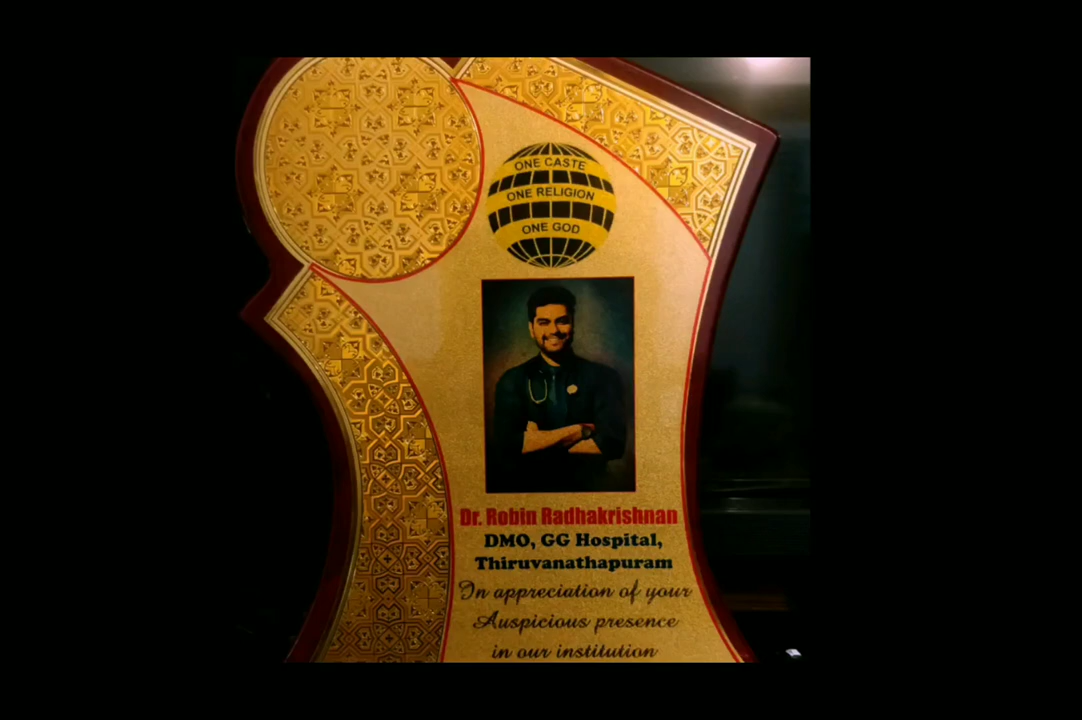 ONE CASTE
ONE RELIGION
ONE GOD
Dr. Robin Radhakrishnan
DMO, GG Hospital,
Thiruvanathapuram
In appreciation of your
Auspicious presence
in our institution